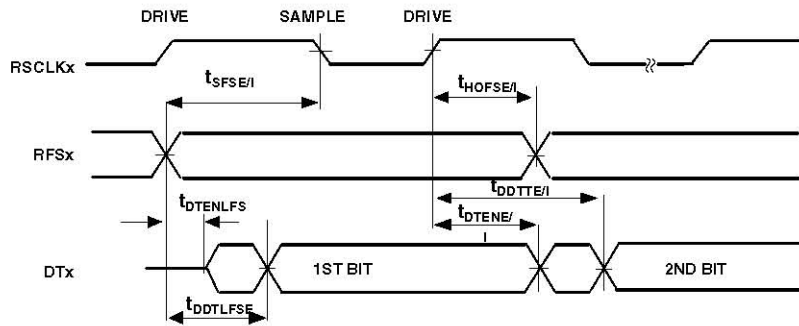 DRIVE SAMPLE DRIVE
RSCLKx
tSFSE/I
tHOFSE/I
RFSx
tDDTTE/I
tDTENLFS
tDTENE/
I
DTx
1ST BIT
2ND BIT
tDDTLFSE